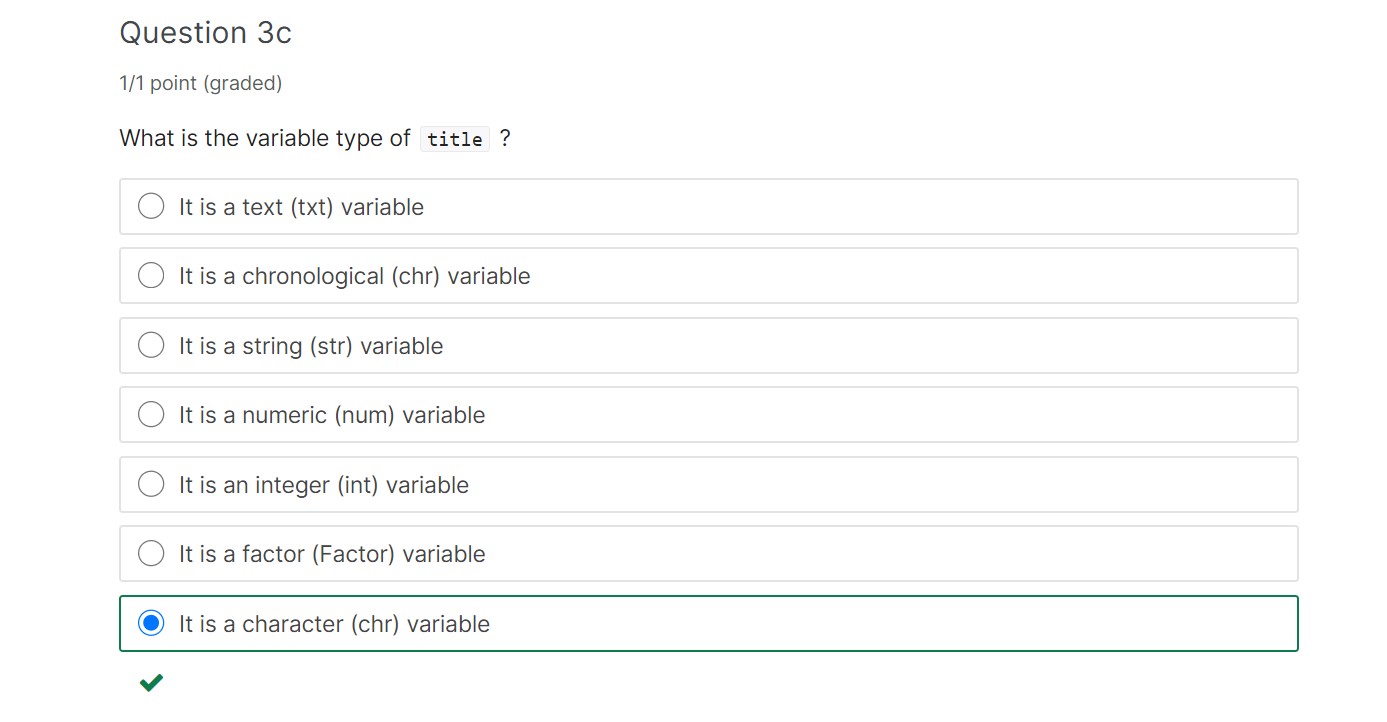 Question 3c
1/1 point (graded)
What is the variable type of title ?
It is a text (txt) variable
It is a chronological (chr) variable
It is a string (str) variable
It is a numeric (num) variable
It is an integer (int) variable
It is a factor (Factor) variable
It is a character (chr) variable